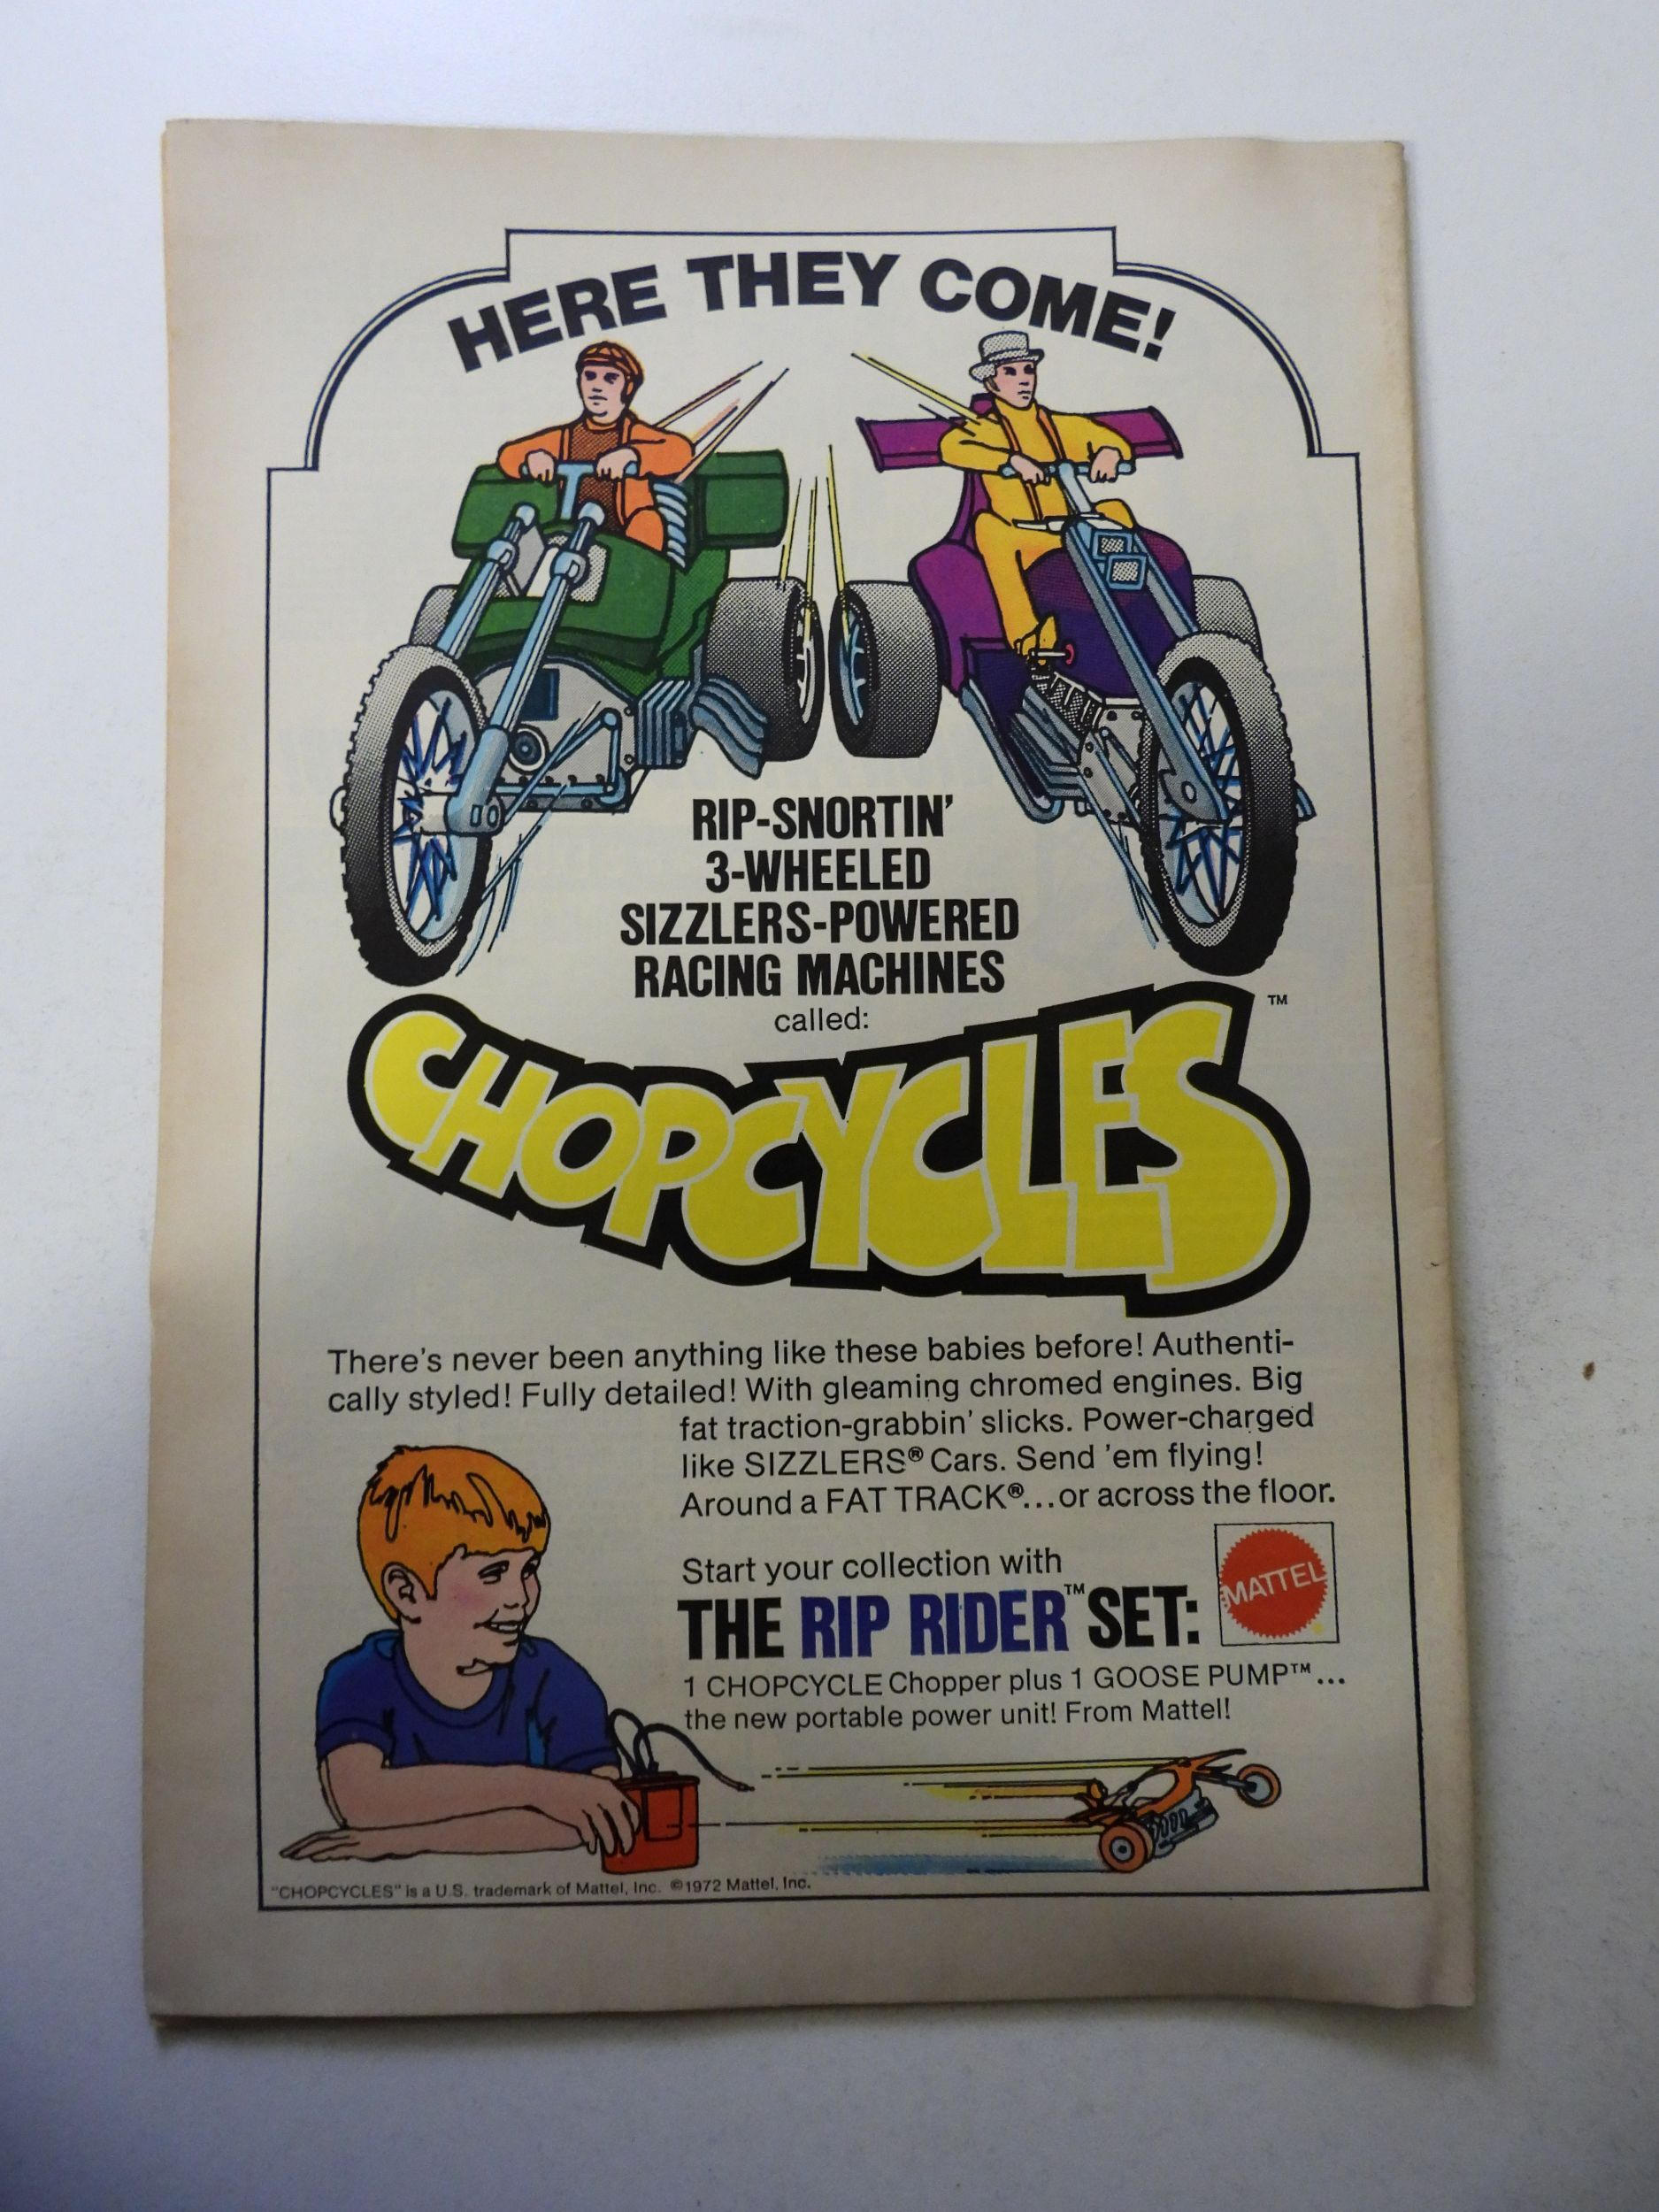 HERE THEY COME!
RIP-SNORTIN'
3-WHEELED
SIZZLERS-POWERED
RACING MACHINES
called:
CHOPCYCLES™
There's never been anything like these babies before! Authenti-
cally styled! Fully detailed! With gleaming chromed engines. Big
fat traction-grabbin' slicks. Power-charged
like SIZZLERS® Cars. Send 'em flying!
Around a FAT TRACK®...or across the floor.
Start your collection with
THE RIP RIDER™ SET:
MATTEL
1 CHOPCYCLE Chopper plus 1 GOOSE PUMP™...
the new portable power unit! From Mattel!
"CHOPCYCLES" is a U.S. trademark of Mattel, Inc. ©1972 Mattel, Inc.